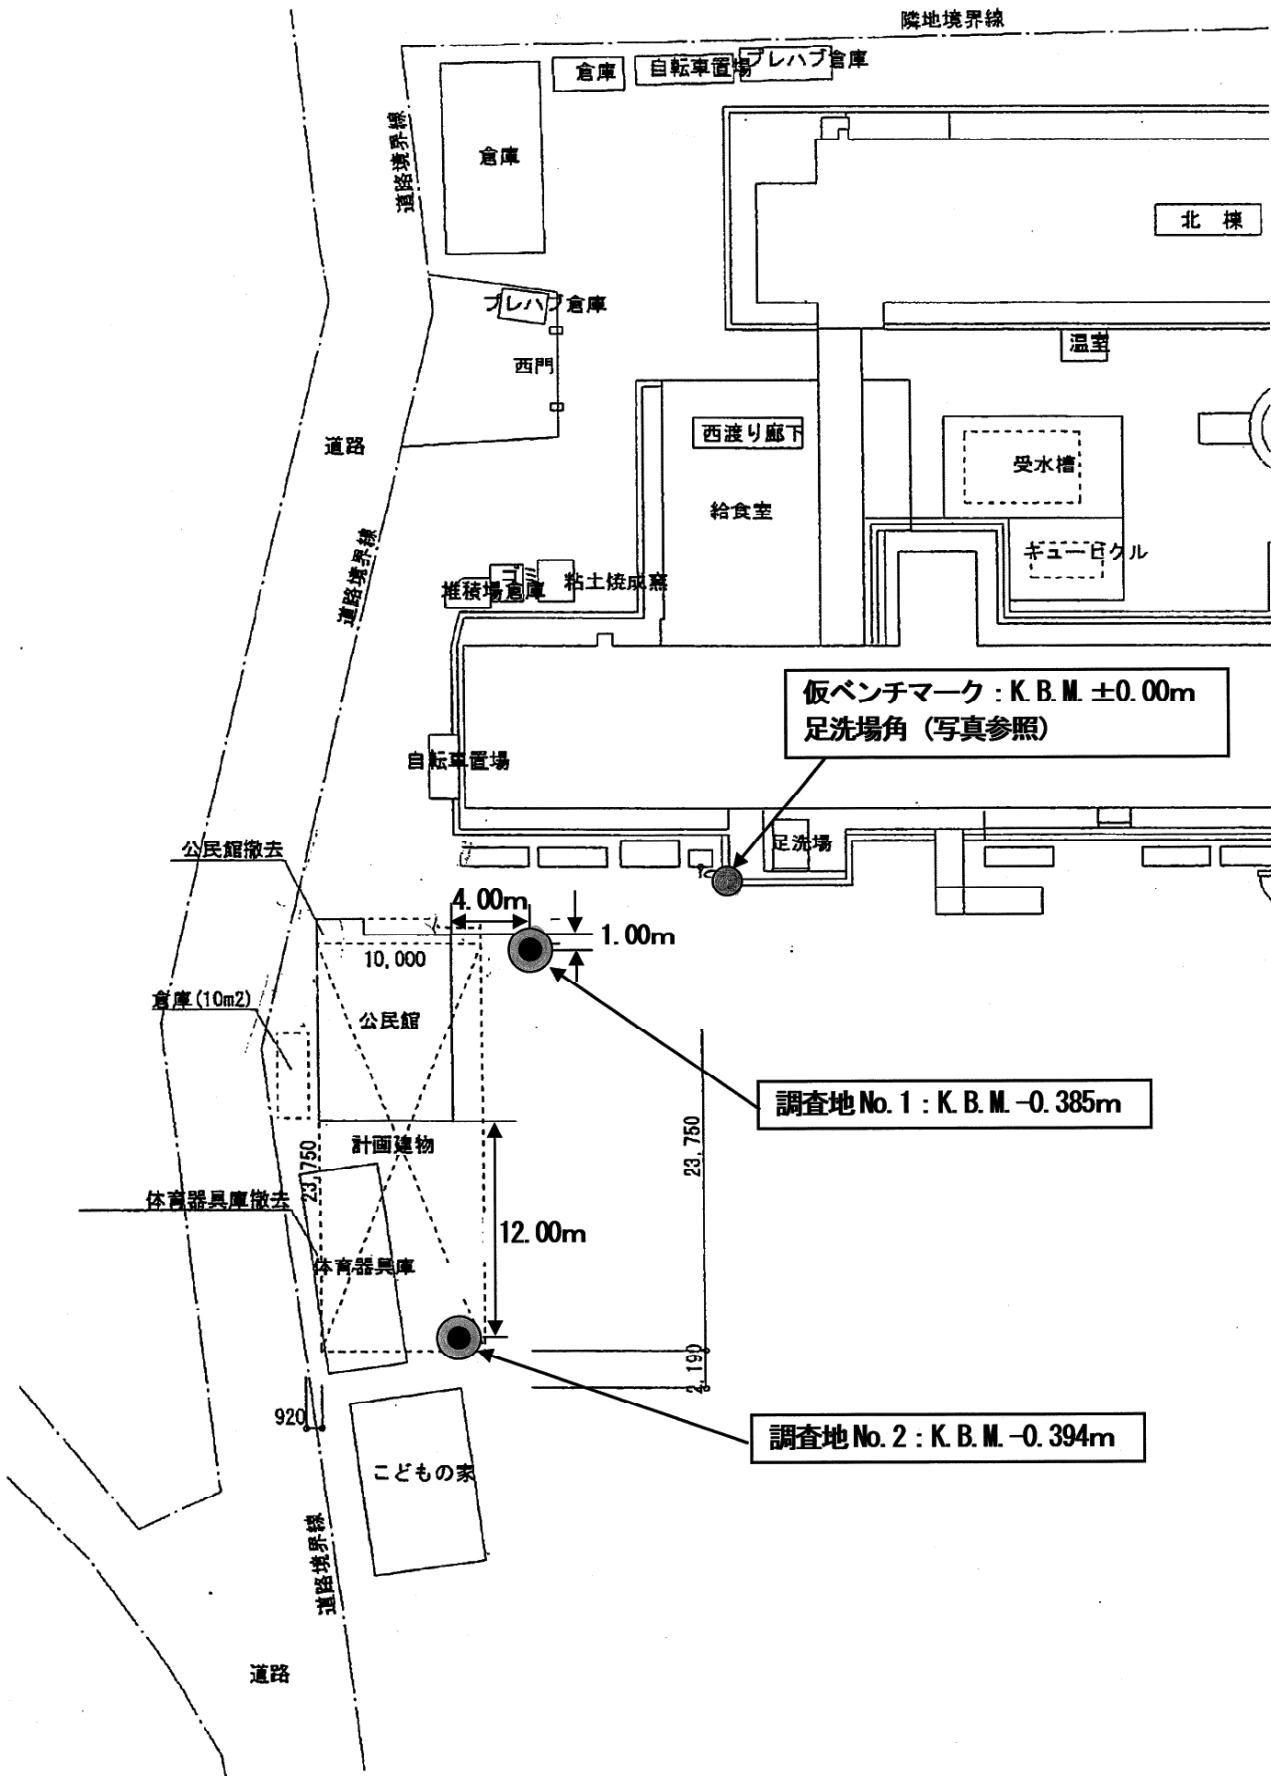 隣地境界線
倉庫
自転車置場
プレハブ倉庫
道路境界線
倉庫
北 棟
プレハブ倉庫
温室
西門
西渡り廊下
道路
受水槽
給食室
キュービクル
道路境界線
ゴミ
堆積場倉庫
粘土焼成窯
仮ベンチマーク：K.B.M. ±0.00m
足洗場角（写真参照）
自転車置場
公民館撤去
足洗場
4.00m
1.00m
10,000
倉庫(10m2)
公民館
調査地No.1：K.B.M.-0.385m
計画建物
23,750
23,750
体育器具庫撤去
12.00m
体育器具庫
2,190
920
調査地No.2：K.B.M.-0.394m
こどもの家
道路境界線
道路